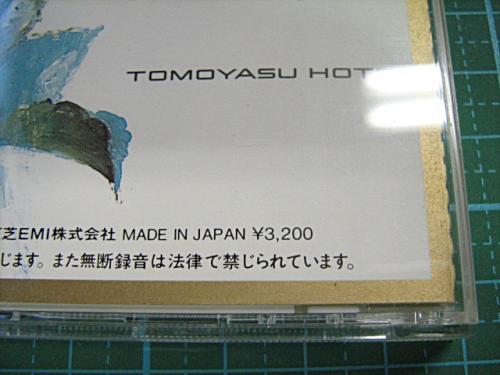 TOMOYASU HOT
芝EMI株式会社 MADE IN JAPAN ¥3,200
じます。また無断録音は法律で禁じられています。